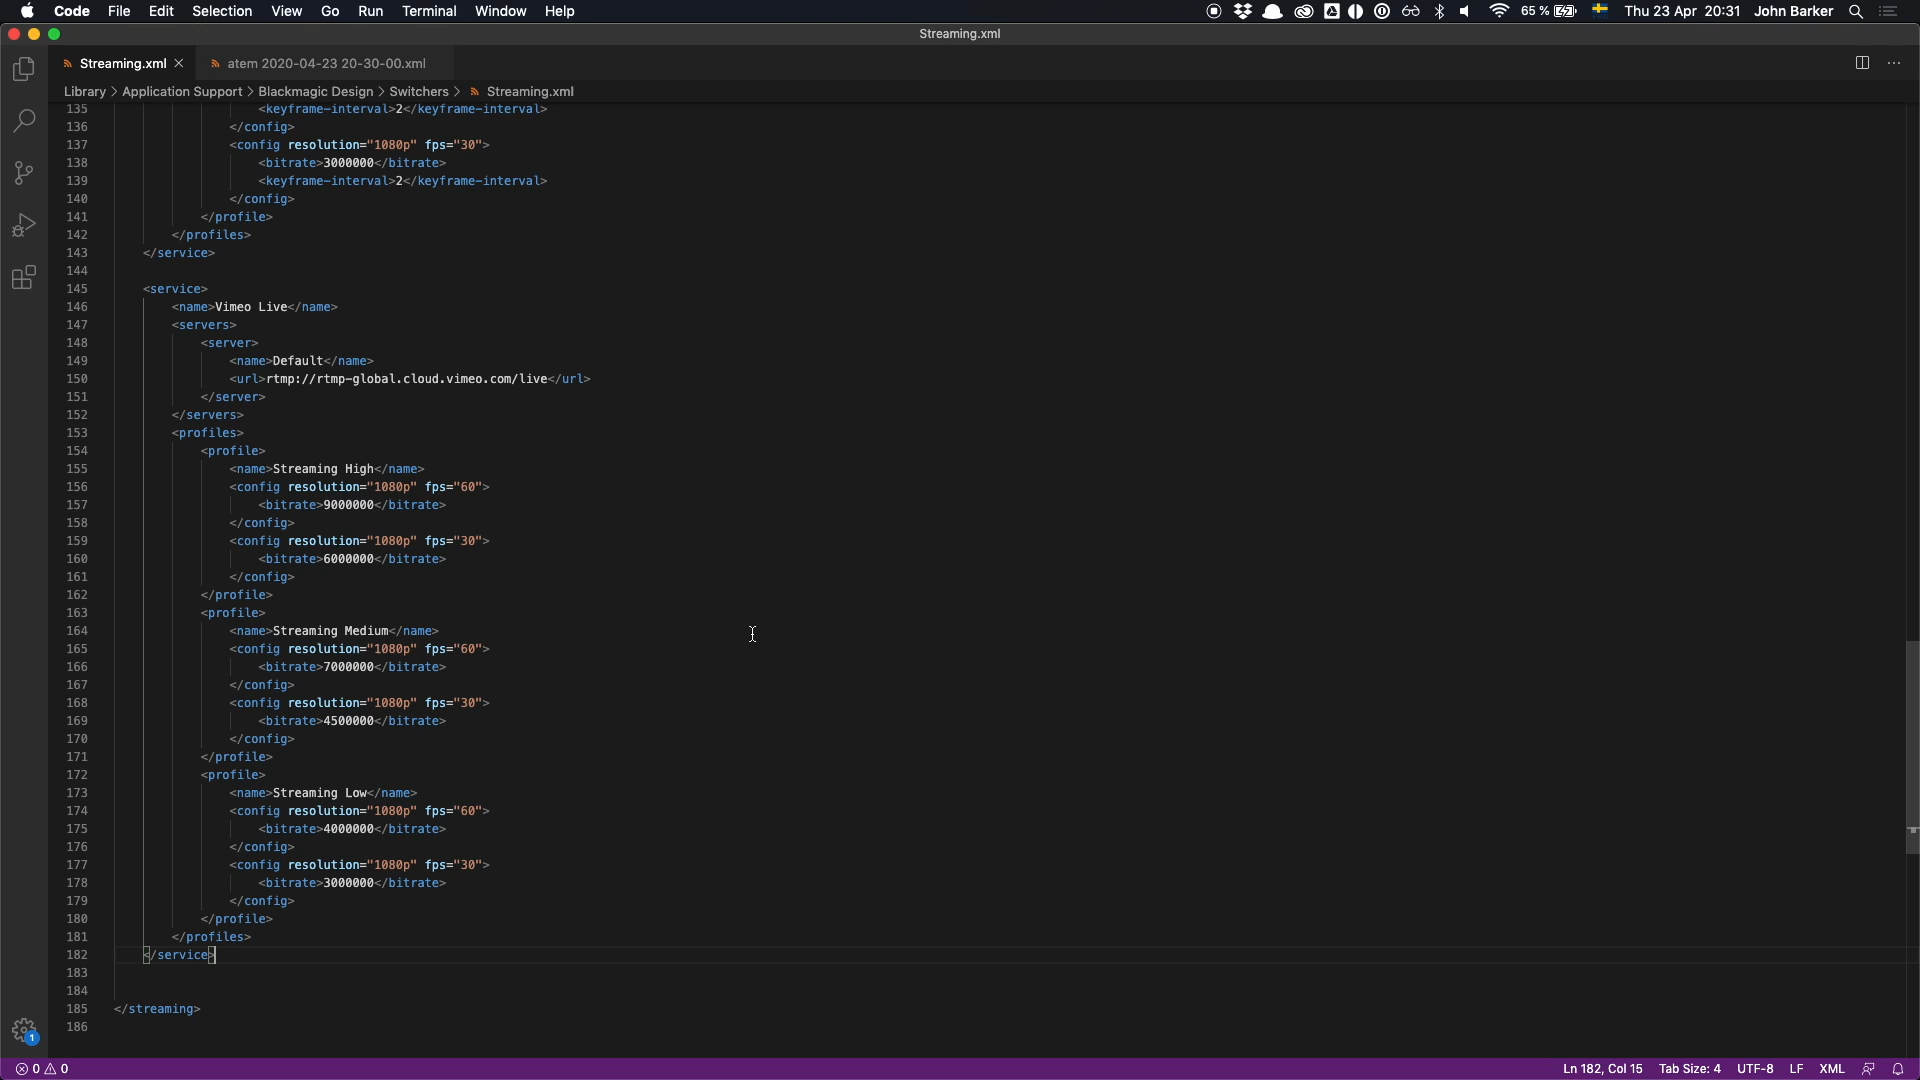 Code File Edit Selection View Go Run Terminal Window Help 65 % Thu 23 Apr 20:31 John Barker
Streaming.xml
Streaming.xml atem 2020-04-23 20-30-00.xml
Library > Application Support > Blackmagic Design > Switchers > Streaming.xml
135 <keyframe-interval>2</keyframe-interval>
136 </config>
137 <config resolution="1080p" fps="30">
138 <bitrate>3000000</bitrate>
139 <keyframe-interval>2</keyframe-interval>
140 </config>
141 </profile>
142 </profiles>
143 </service>
144
145 <service>
146 <name>Vimeo Live</name>
147 <servers>
148 <server>
149 <name>Default</name>
150 <url>rtmp://rtmp-global.cloud.vimeo.com/live</url>
151 </server>
152 </servers>
153 <profiles>
154 <profile>
155 <name>Streaming High</name>
156 <config resolution="1080p" fps="60">
157 <bitrate>9000000</bitrate>
158 </config>
159 <config resolution="1080p" fps="30">
160 <bitrate>6000000</bitrate>
161 </config>
162 </profile>
163 <profile>
164 <name>Streaming Medium</name>
165 <config resolution="1080p" fps="60">
166 <bitrate>7000000</bitrate>
167 </config>
168 <config resolution="1080p" fps="30">
169 <bitrate>4500000</bitrate>
170 </config>
171 </profile>
172 <profile>
173 <name>Streaming Low</name>
174 <config resolution="1080p" fps="60">
175 <bitrate>4000000</bitrate>
176 </config>
177 <config resolution="1080p" fps="30">
178 <bitrate>3000000</bitrate>
179 </config>
180 </profile>
181 </profiles>
182 </service>
183
184
185 </streaming>
186
1
0 0 Ln 182, Col 15 Tab Size: 4 UTF-8 LF XML